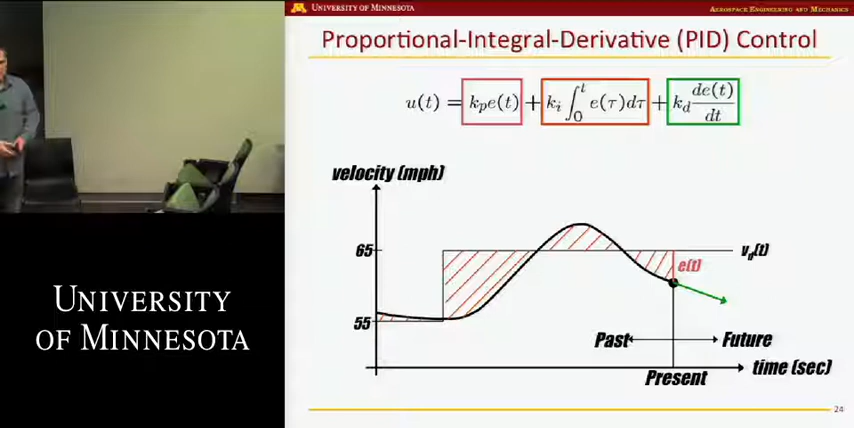 UNIVERSITY OF MINNESOTA
AEROSPACE ENGINEERING AND MECHANICS
Proportional-Integral-Derivative (PID) Control
u(t) = k_p e(t) + k_i ∫_0^t e(τ)dτ + k_d de(t)/dt
velocity (mph)
65
v_d(t)
e(t)
55
Past
Future
time (sec)
Present
UNIVERSITY
OF MINNESOTA
24